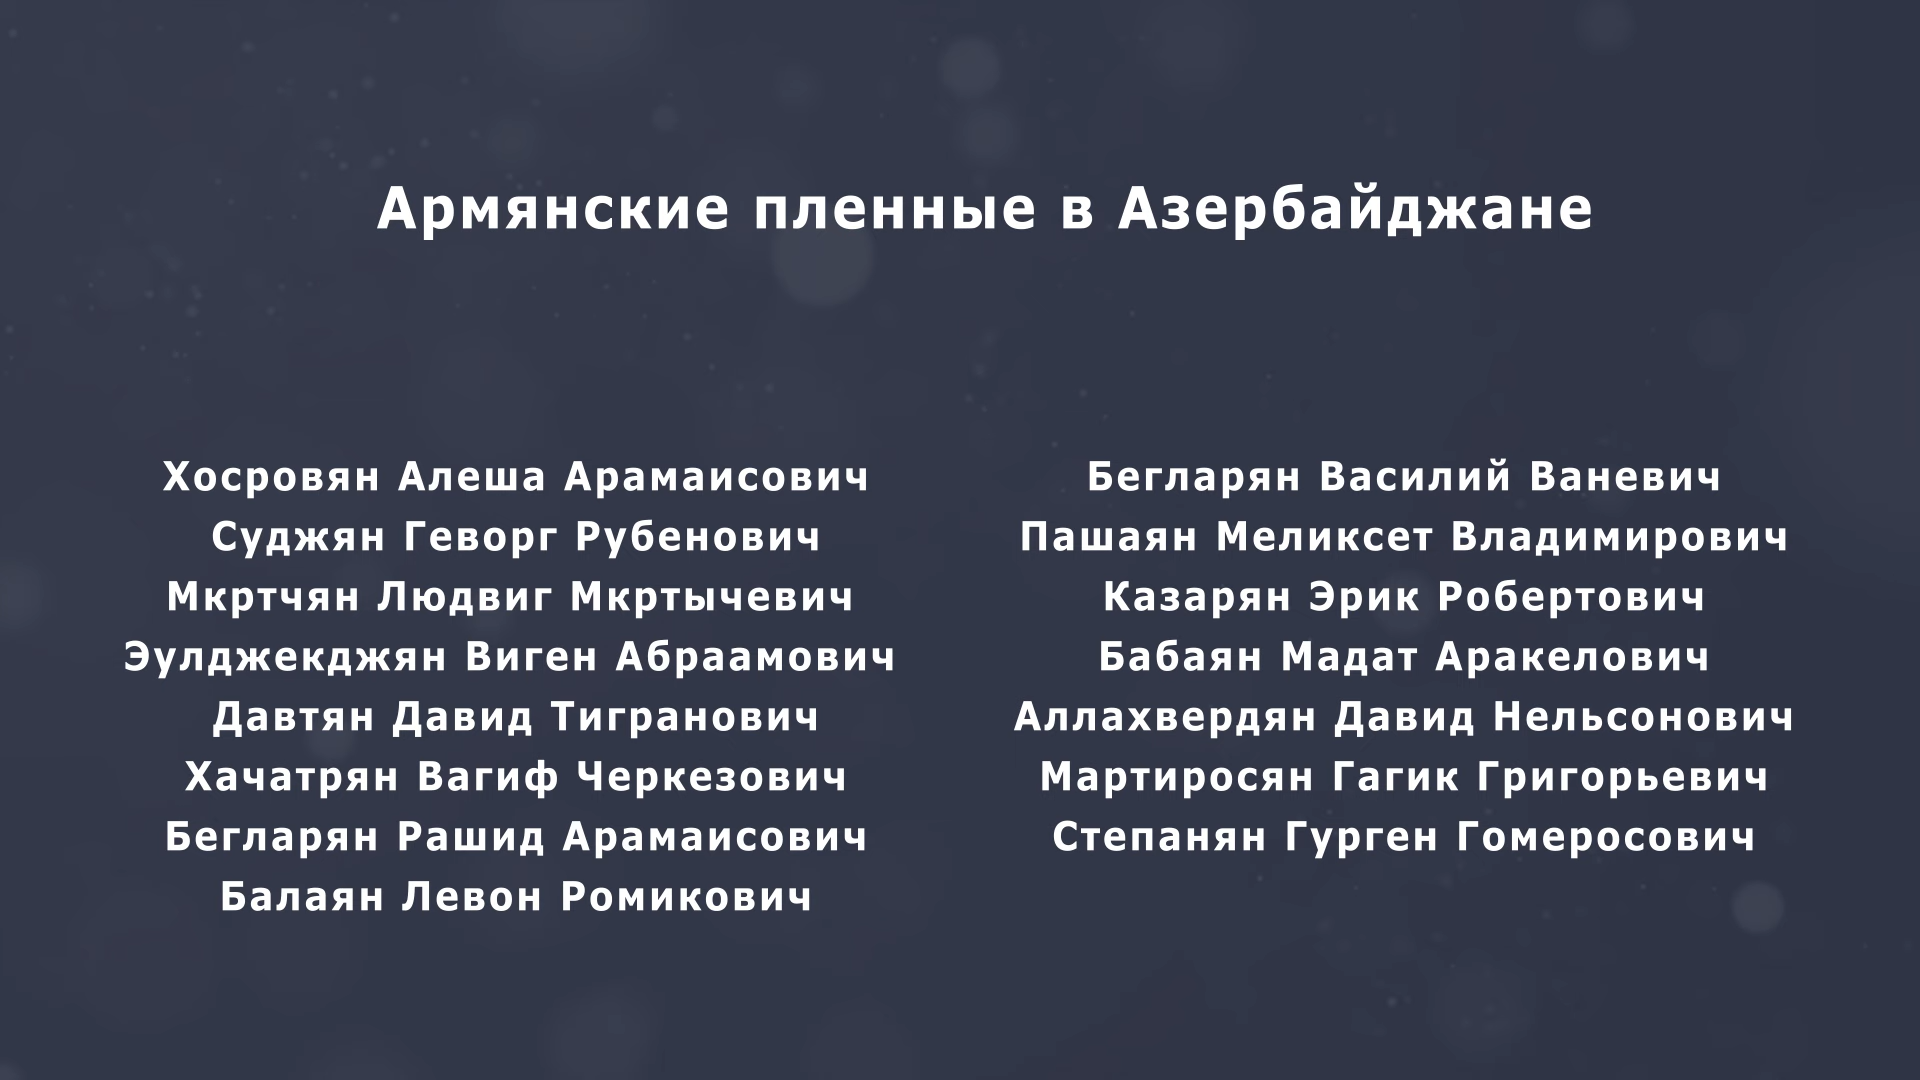 Армянские пленные в Азербайджане
Хосровян Алеша Арамаисович
Суджян Геворг Рубенович
Мкртчян Людвиг Мкртычевич
Эулджекджян Виген Абраамович
Давтян Давид Тигранович
Хачатрян Вагиф Черкезович
Бегларян Рашид Арамаисович
Балаян Левон Ромикович
Бегларян Василий Ваневич
Пашаян Меликсет Владимирович
Казарян Эрик Робертович
Бабаян Мадат Аракелович
Аллахвердян Давид Нельсонович
Мартиросян Гагик Григорьевич
Степанян Гурген Гомеросович